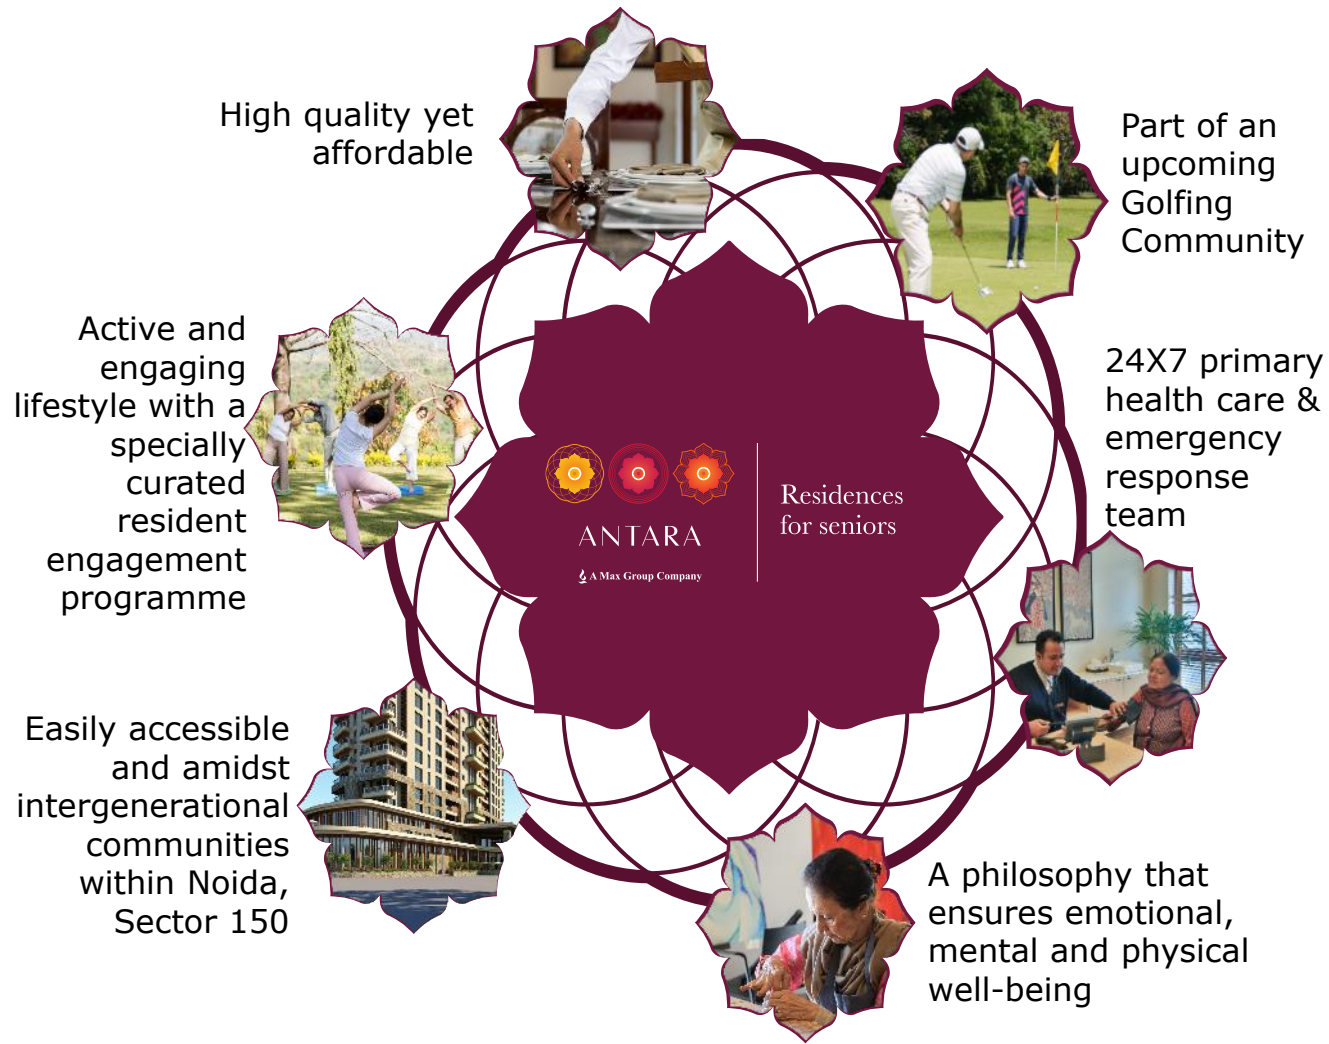 High quality yet
affordable
Part of an
upcoming
Golfing
Community
24X7 primary
health care &
emergency
response
team
A philosophy that
ensures emotional,
mental and physical
well-being
Easily accessible
and amidst
intergenerational
communities
within Noida,
Sector 150
Active and
engaging
lifestyle with a
specially
curated
resident
engagement
programme
ANTARA
A Max Group Company
Residences
for seniors